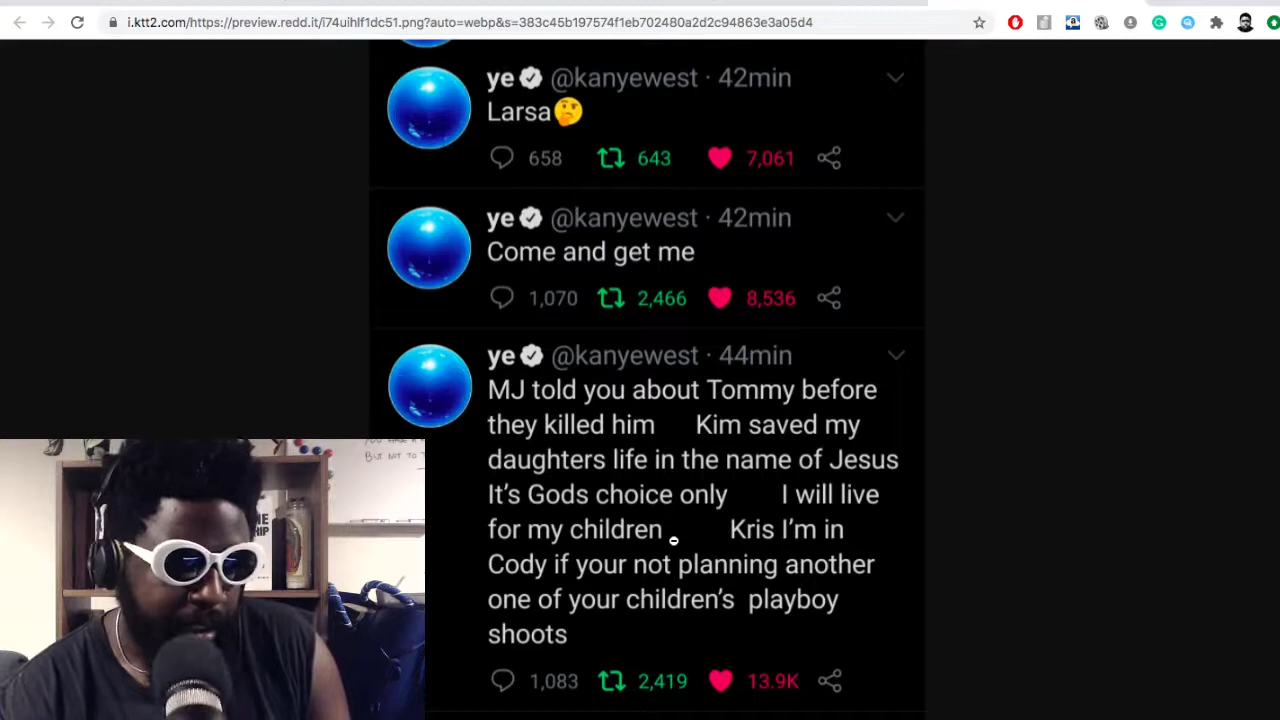 i.ktt2.com/https://preview.redd.it/i74uihlf1dc51.png?auto=webp&s=383c45b197574f1eb702480a2d2c94863e3a05d4
ye @kanyewest · 42min
Larsa🤔
658 643 7,061
ye @kanyewest · 42min
Come and get me
1,070 2,466 8,536
ye @kanyewest · 44min
MJ told you about Tommy before
they killed him Kim saved my
daughters life in the name of Jesus
It's Gods choice only I will live
for my children Kris I'm in
Cody if your not planning another
one of your children's playboy
shoots
1,083 2,419 13.9K
BUT NOT TO